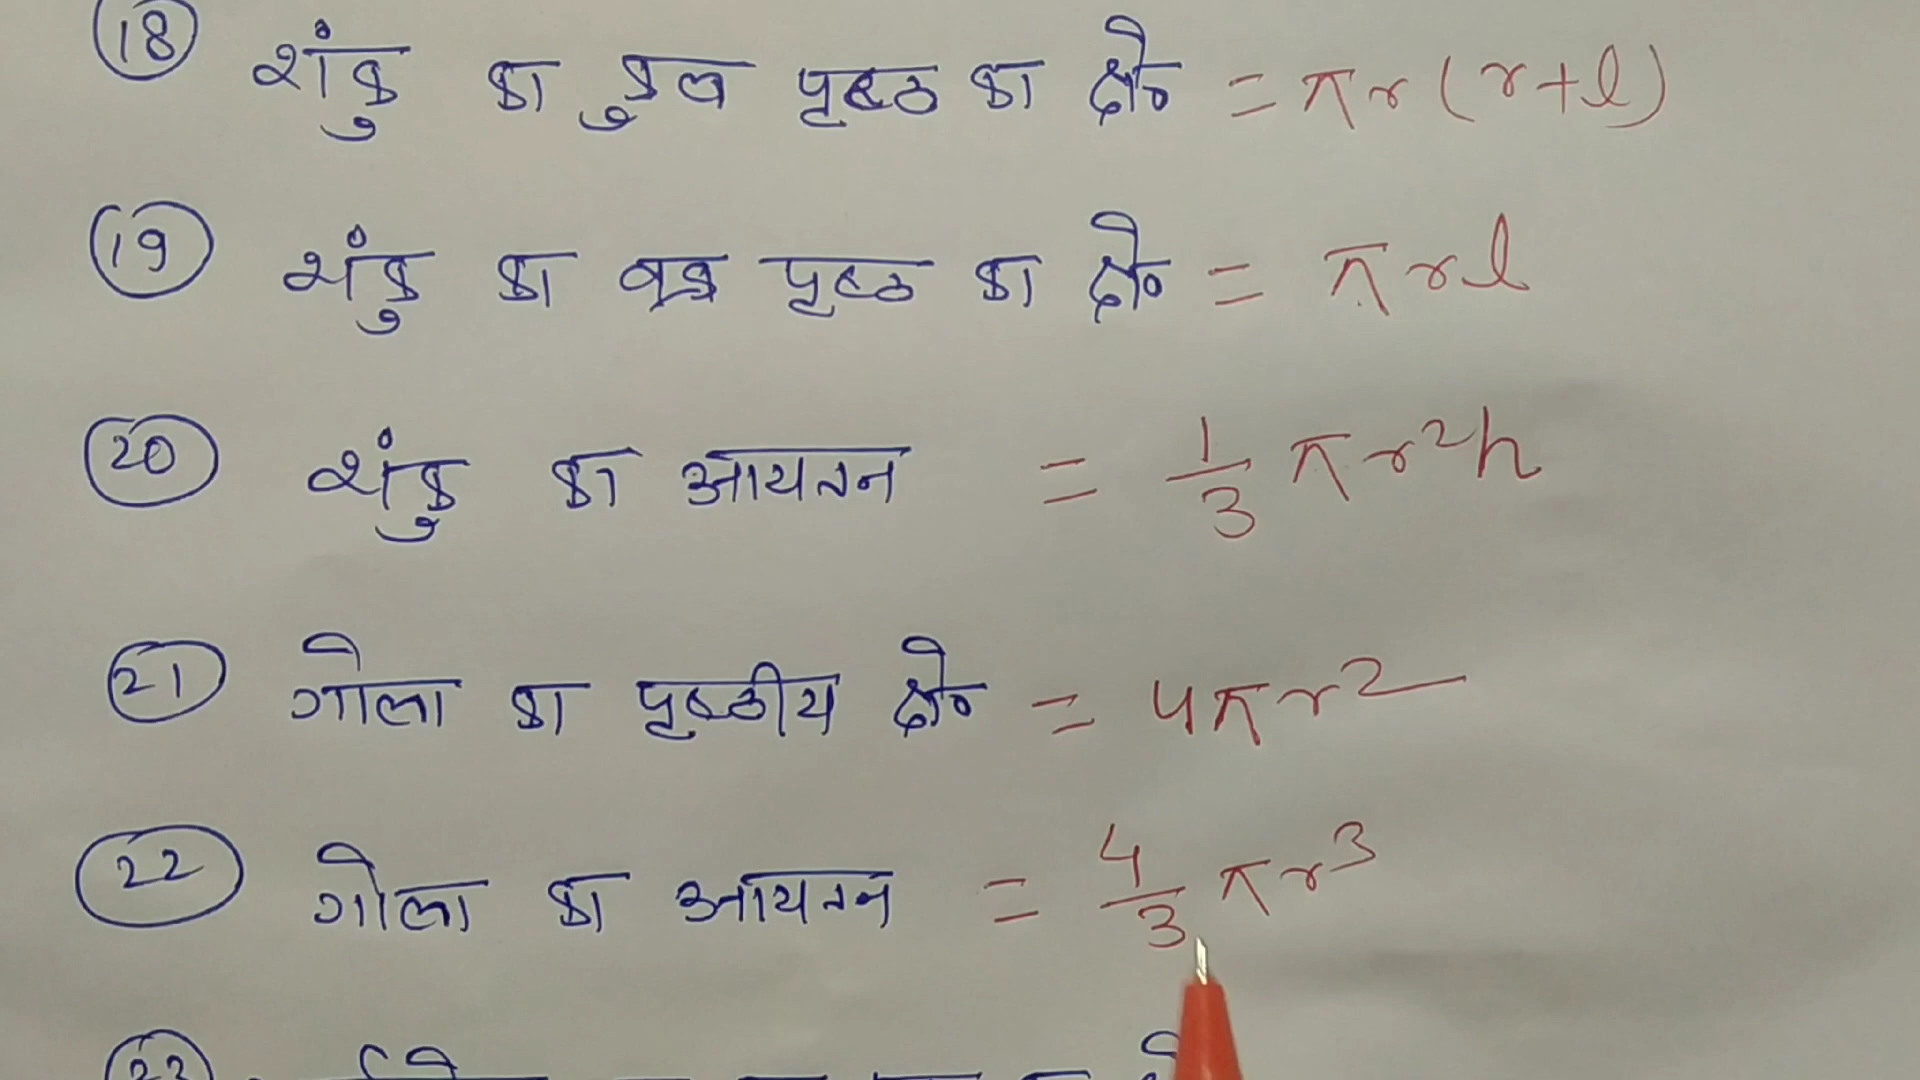 (18) शंकु का कुल पृष्ठ का क्षे० = πr(r+l)
(19) शंकु का वक्र पृष्ठ का क्षे० = πrl
(20) शंकु का आयतन = 1/3 πr²h
(21) गोला का पृष्ठीय क्षे० = 4πr²
(22) गोला का आयतन = 4/3 πr³
(23)